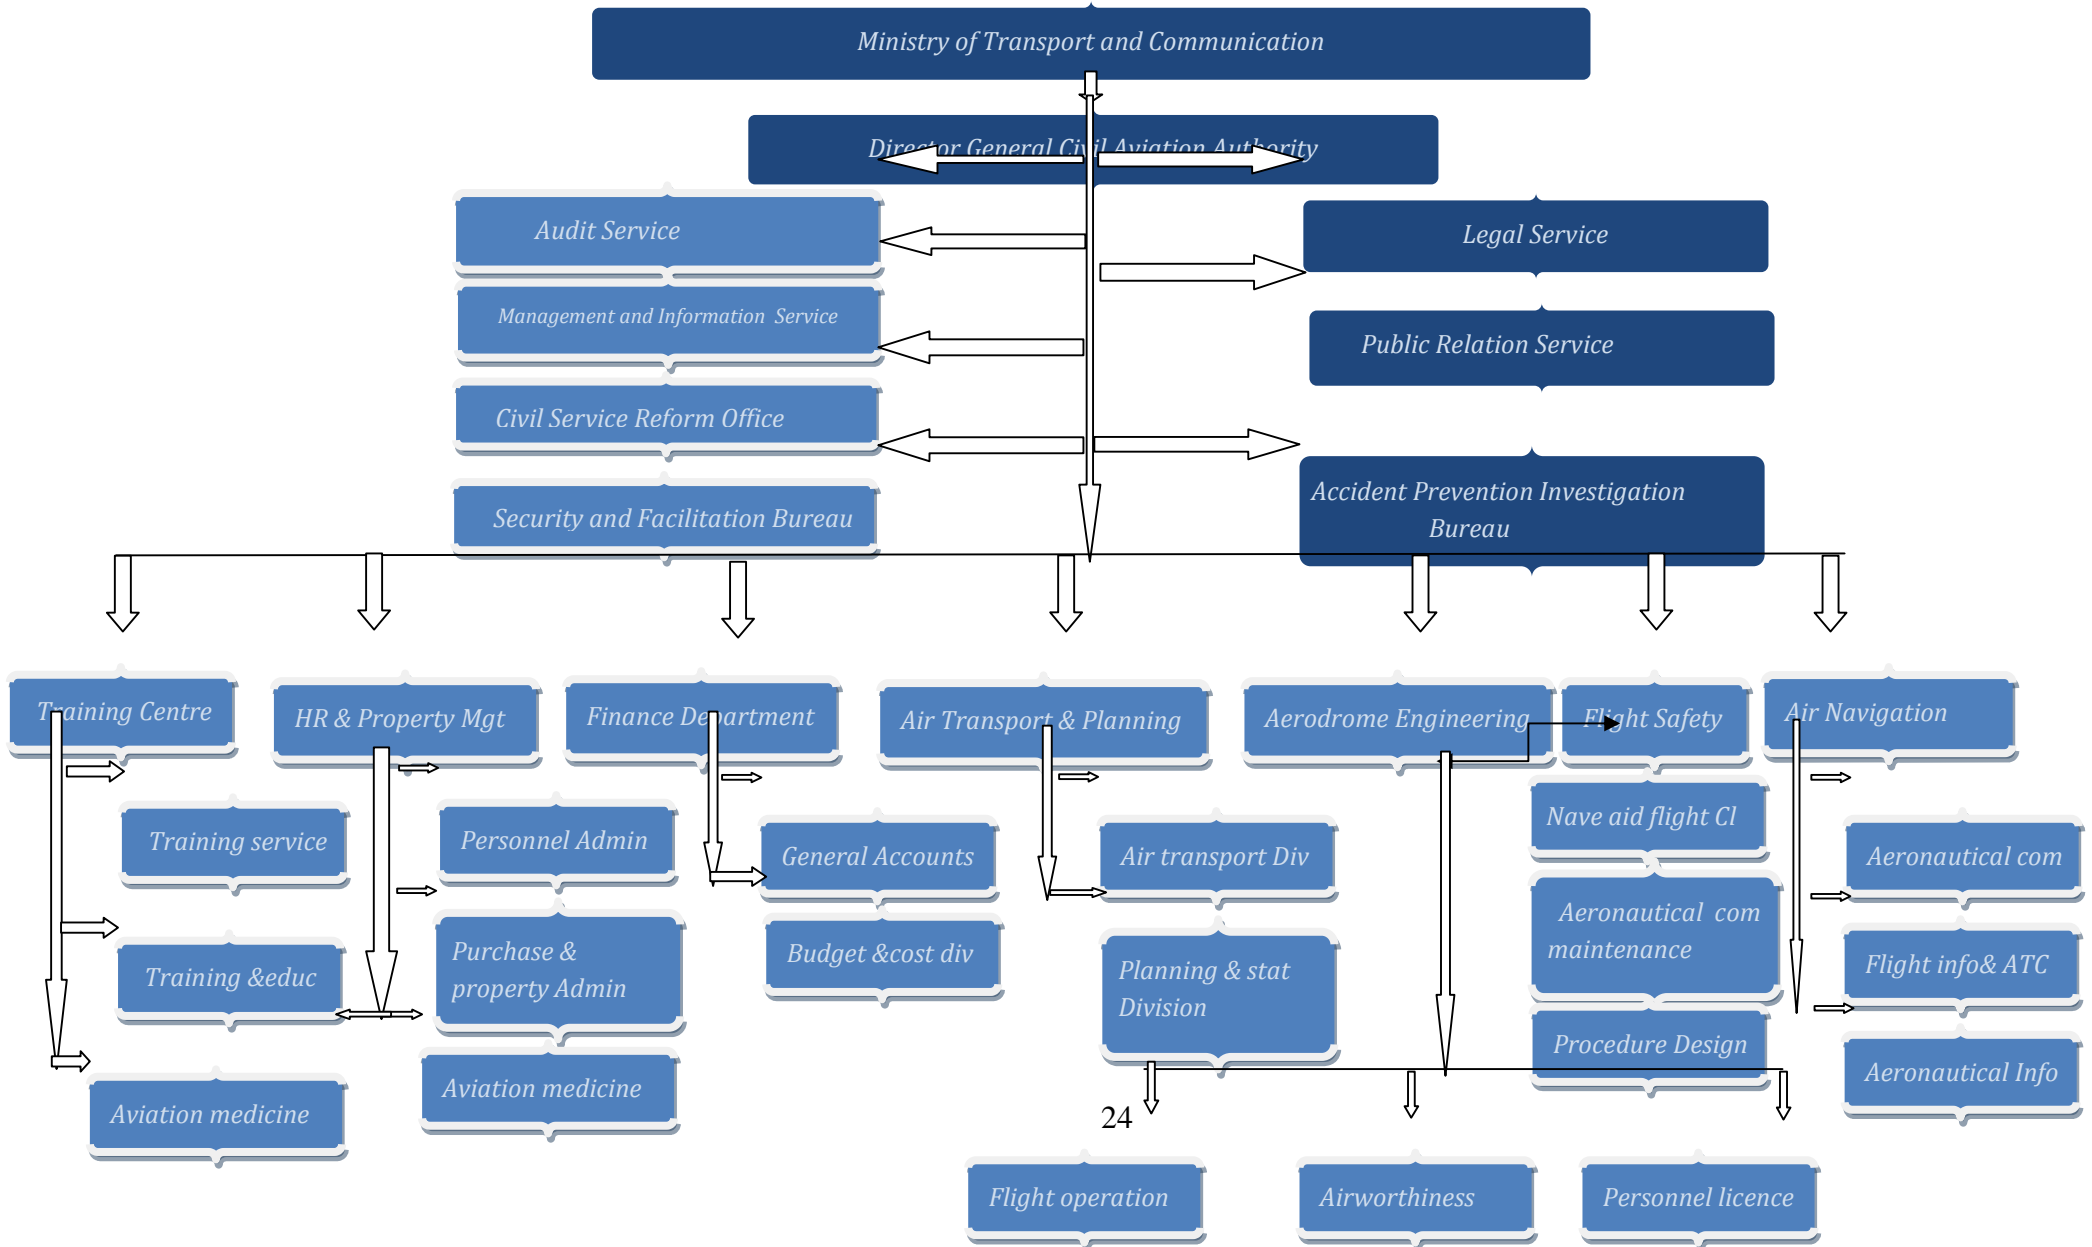 Ministry of Transport and Communication
Director General Civil Aviation Authority
Audit Service
Legal Service
Management and Information Service
Public Relation Service
Civil Service Reform Office
Accident Prevention Investigation
Bureau
Security and Facilitation Bureau
Training Centre
HR & Property Mgt
Finance Department
Air Transport & Planning
Aerodrome Engineering
Flight Safety
Air Navigation
Training service
Personnel Admin
General Accounts
Air transport Div
Nave aid flight Cl
Aeronautical com
Training &educ
Purchase &
property Admin
Budget &cost div
Planning & stat
Division
Aeronautical com
maintenance
Flight info& ATC
Aviation medicine
Aviation medicine
Procedure Design
Aeronautical Info
24
Flight operation
Airworthiness
Personnel licence